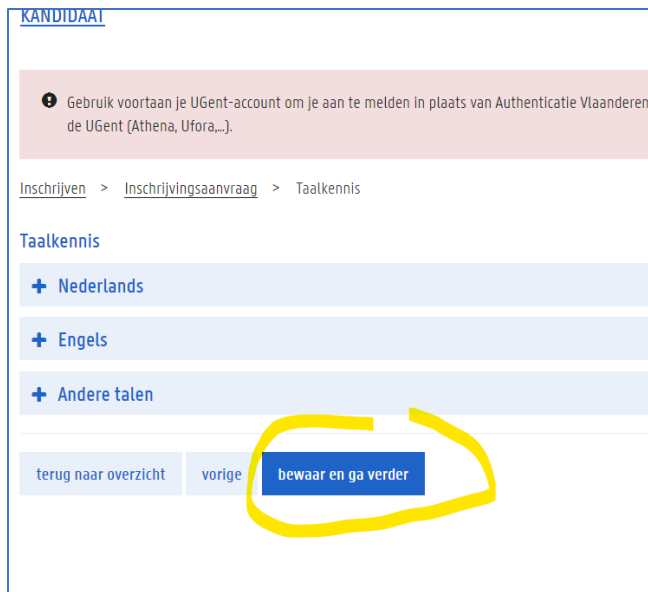 KANDIDAAT
Gebruik voortaan je UGent-account om je aan te melden in plaats van Authenticatie Vlaanderen
de UGent (Athena, Ufora,...).
Inschrijven > Inschrijvingsaanvraag > Taalkennis
Taalkennis
+ Nederlands
+ Engels
+ Andere talen
terug naar overzicht vorige bewaar en ga verder